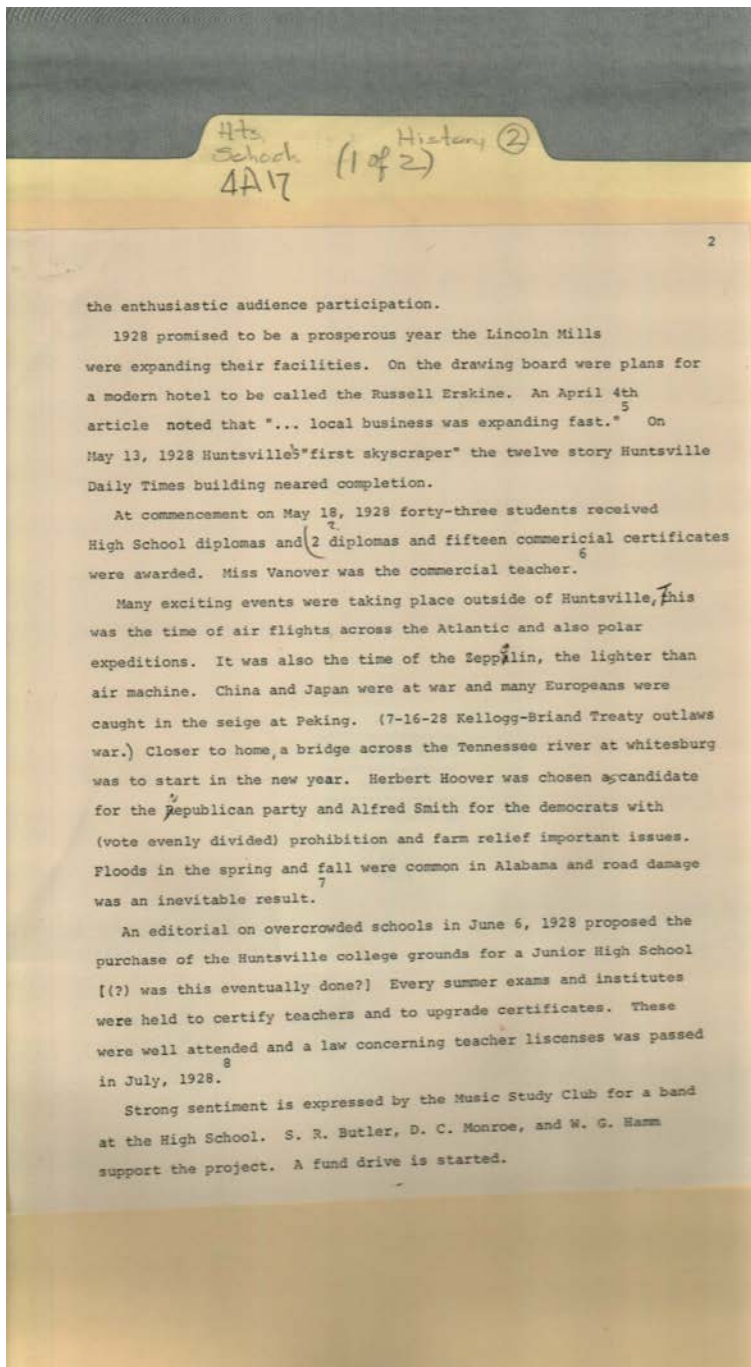 Hts. History ②
School (1 of 2)
4A17
2
the enthusiastic audience participation.
1928 promised to be a prosperous year the Lincoln Mills
were expanding their facilities. On the drawing board were plans for
a modern hotel to be called the Russell Erskine. An April 4th
article noted that "... local business was expanding fast."5 On
May 13, 1928 Huntsville's "first skyscraper" the twelve story Huntsville
Daily Times building neared completion.
At commencement on May 18, 1928 forty-three students received
?
High School diplomas and (2 diplomas and fifteen commericial certificates
were awarded. Miss Vanover was the commercial teacher.6
Many exciting events were taking place outside of Huntsville, This
was the time of air flights across the Atlantic and also polar
expeditions. It was also the time of the Zeppelin, the lighter than
air machine. China and Japan were at war and many Europeans were
caught in the seige at Peking. (7-16-28 Kellogg-Briand Treaty outlaws
war.) Closer to home, a bridge across the Tennessee river at whitesburg
was to start in the new year. Herbert Hoover was chosen as candidate
for the republican party and Alfred Smith for the democrats with
(vote evenly divided) prohibition and farm relief important issues.
Floods in the spring and fall were common in Alabama and road damage
was an inevitable result.7
An editorial on overcrowded schools in June 6, 1928 proposed the
purchase of the Huntsville college grounds for a Junior High School
[(?) was this eventually done?] Every summer exams and institutes
were held to certify teachers and to upgrade certificates. These
were well attended and a law concerning teacher liscenses was passed
in July, 1928.8
Strong sentiment is expressed by the Music Study Club for a band
at the High School. S. R. Butler, D. C. Monroe, and W. G. Hamm
support the project. A fund drive is started.